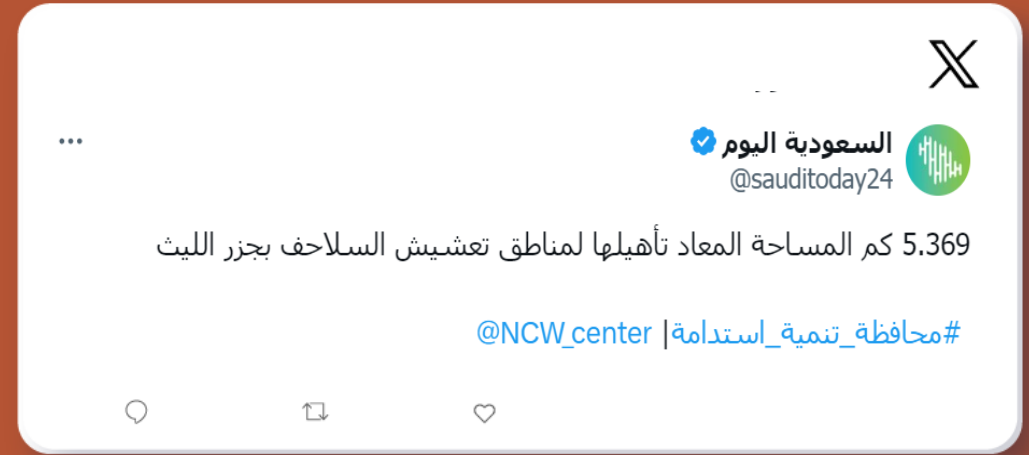 السعودية اليوم
@sauditoday24
5.369 كم المساحة المعاد تأهيلها لمناطق تعشيش السلاحف بجزر الليث
#محافظة_تنمية_استدامة| @NCW_center